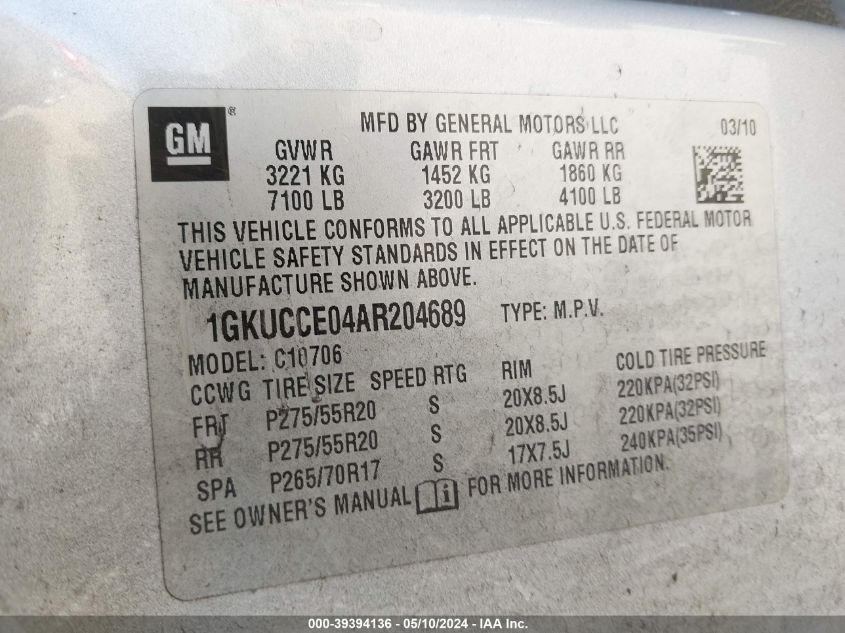 GM ®
MFD BY GENERAL MOTORS LLC 03/10
GVWR GAWR FRT GAWR RR
3221 KG 1452 KG 1860 KG
7100 LB 3200 LB 4100 LB
THIS VEHICLE CONFORMS TO ALL APPLICABLE U.S. FEDERAL MOTOR
VEHICLE SAFETY STANDARDS IN EFFECT ON THE DATE OF
MANUFACTURE SHOWN ABOVE.
1GKUCCE04AR204689 TYPE: M.P.V.
MODEL: C10706
CCWG TIRE SIZE SPEED RTG RIM COLD TIRE PRESSURE
FRT P275/55R20 S 20X8.5J 220KPA(32PSI)
RR P275/55R20 S 20X8.5J 220KPA(32PSI)
SPA P265/70R17 S 17X7.5J 240KPA(35PSI)
SEE OWNER'S MANUAL FOR MORE INFORMATION.
000-39394136 - 05/10/2024 - IAA Inc.